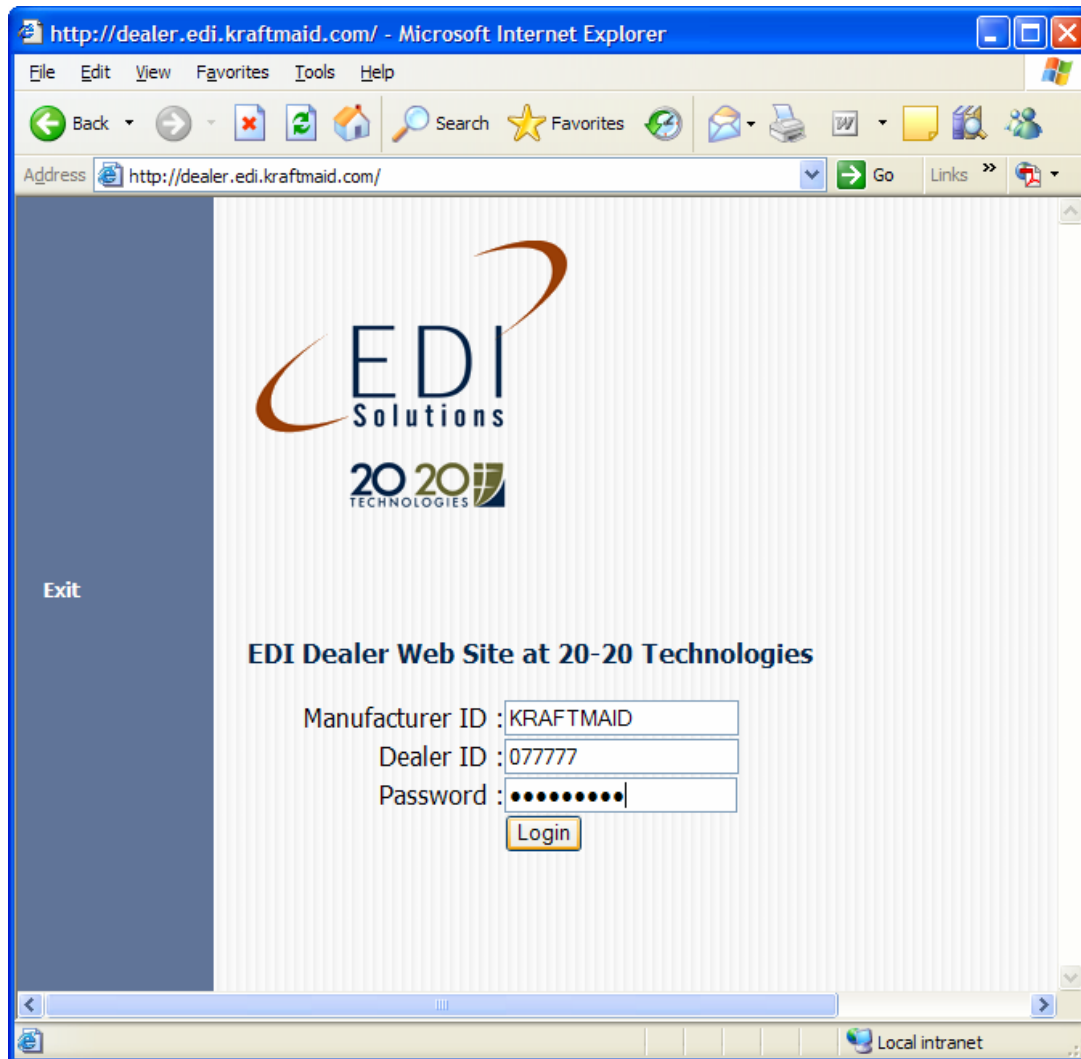 http://dealer.edi.kraftmaid.com/ - Microsoft Internet Explorer
File Edit View Favorites Tools Help
Back Search Favorites W
Address http://dealer.edi.kraftmaid.com/ Go Links »
EDI
Solutions
20 20
TECHNOLOGIES
Exit
EDI Dealer Web Site at 20-20 Technologies
Manufacturer ID : KRAFTMAID
Dealer ID : 077777
Password : •••••••••
Login
Local intranet